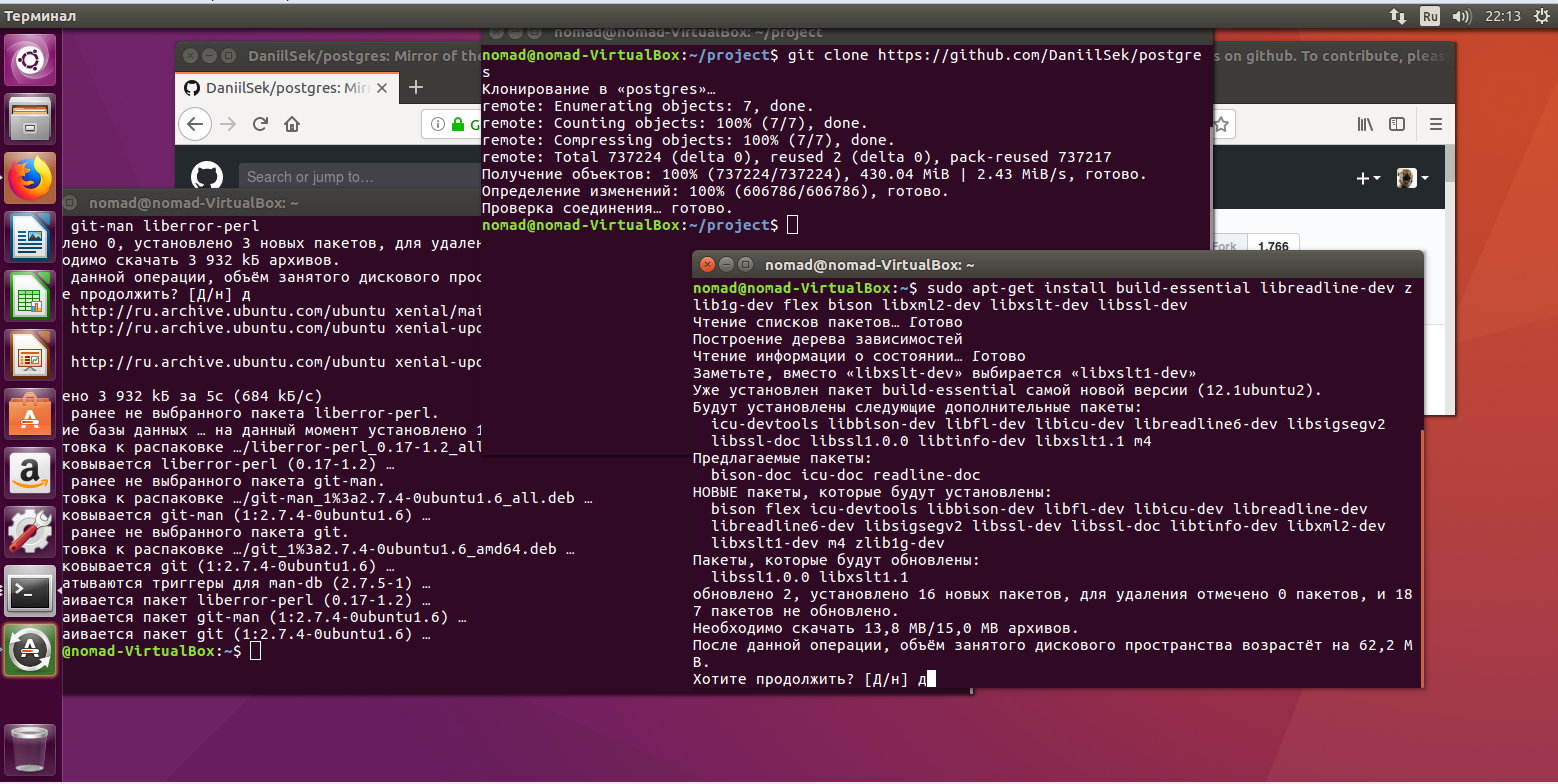 Терминал
Ru
22:13
nomad@nomad-VirtualBox: ~/project
DaniilSek/postgres: Mirror of the
s on github. To contribute, pleas
DaniilSek/postgres: Mirr
G
Search or jump to…
Fork
1,766
nomad@nomad-VirtualBox:~/project$ git clone https://github.com/DaniilSek/postgre
s
Клонирование в «postgres»…
remote: Enumerating objects: 7, done.
remote: Counting objects: 100% (7/7), done.
remote: Compressing objects: 100% (7/7), done.
remote: Total 737224 (delta 0), reused 2 (delta 0), pack-reused 737217
Получение объектов: 100% (737224/737224), 430.04 MiB | 2.43 MiB/s, готово.
Определение изменений: 100% (606786/606786), готово.
Проверка соединения… готово.
nomad@nomad-VirtualBox:~/project$
nomad@nomad-VirtualBox: ~
git-man liberror-perl
лено 0, установлено 3 новых пакетов, для удален
одимо скачать 3 932 kБ архивов.
данной операции, объём занятого дискового прос
е продолжить? [Д/н] д
http://ru.archive.ubuntu.com/ubuntu xenial/mai
http://ru.archive.ubuntu.com/ubuntu xenial-upd
http://ru.archive.ubuntu.com/ubuntu xenial-upd
ено 3 932 kБ за 5с (684 kБ/с)
ранее не выбранного пакета liberror-perl.
ие базы данных … на данный момент установлено 1
товка к распаковке …/liberror-perl_0.17-1.2_all
ковывается liberror-perl (0.17-1.2) …
ранее не выбранного пакета git-man.
товка к распаковке …/git-man_1%3a2.7.4-0ubuntu1.6_all.deb …
ковывается git-man (1:2.7.4-0ubuntu1.6) …
ранее не выбранного пакета git.
товка к распаковке …/git_1%3a2.7.4-0ubuntu1.6_amd64.deb …
ковывается git (1:2.7.4-0ubuntu1.6) …
атываются триггеры для man-db (2.7.5-1) …
аивается пакет liberror-perl (0.17-1.2) …
аивается пакет git-man (1:2.7.4-0ubuntu1.6) …
аивается пакет git (1:2.7.4-0ubuntu1.6) …
@nomad-VirtualBox:~$
nomad@nomad-VirtualBox: ~
nomad@nomad-VirtualBox:~$ sudo apt-get install build-essential libreadline-dev z
lib1g-dev flex bison libxml2-dev libxslt-dev libssl-dev
Чтение списков пакетов… Готово
Построение дерева зависимостей
Чтение информации о состоянии… Готово
Заметьте, вместо «libxslt-dev» выбирается «libxslt1-dev»
Уже установлен пакет build-essential самой новой версии (12.1ubuntu2).
Будут установлены следующие дополнительные пакеты:
icu-devtools libbison-dev libfl-dev libicu-dev libreadline6-dev libsigsegv2
libssl-doc libssl1.0.0 libtinfo-dev libxslt1.1 m4
Предлагаемые пакеты:
bison-doc icu-doc readline-doc
НОВЫЕ пакеты, которые будут установлены:
bison flex icu-devtools libbison-dev libfl-dev libicu-dev libreadline-dev
libreadline6-dev libsigsegv2 libssl-dev libssl-doc libtinfo-dev libxml2-dev
libxslt1-dev m4 zlib1g-dev
Пакеты, которые будут обновлены:
libssl1.0.0 libxslt1.1
обновлено 2, установлено 16 новых пакетов, для удаления отмечено 0 пакетов, и 18
7 пакетов не обновлено.
Необходимо скачать 13,8 MB/15,0 MB архивов.
После данной операции, объём занятого дискового пространства возрастёт на 62,2 M
B.
Хотите продолжить? [Д/н] д